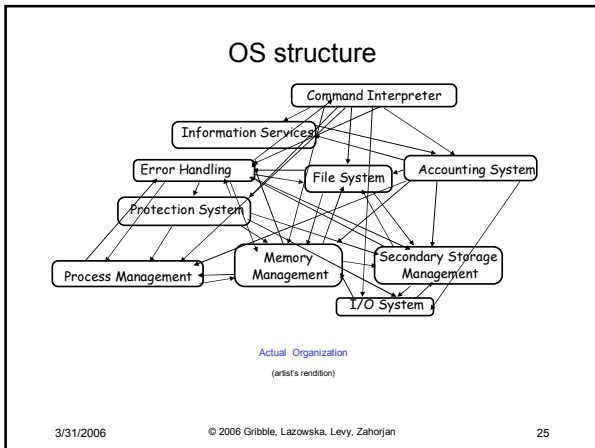 OS structure
Command Interpreter
Information Services
Error Handling
File System
Accounting System
Protection System
Process Management
Memory
Management
Secondary Storage
Management
I/O System
Actual Organization
(artist's rendition)
3/31/2006
© 2006 Gribble, Lazowska, Levy, Zahorjan
25